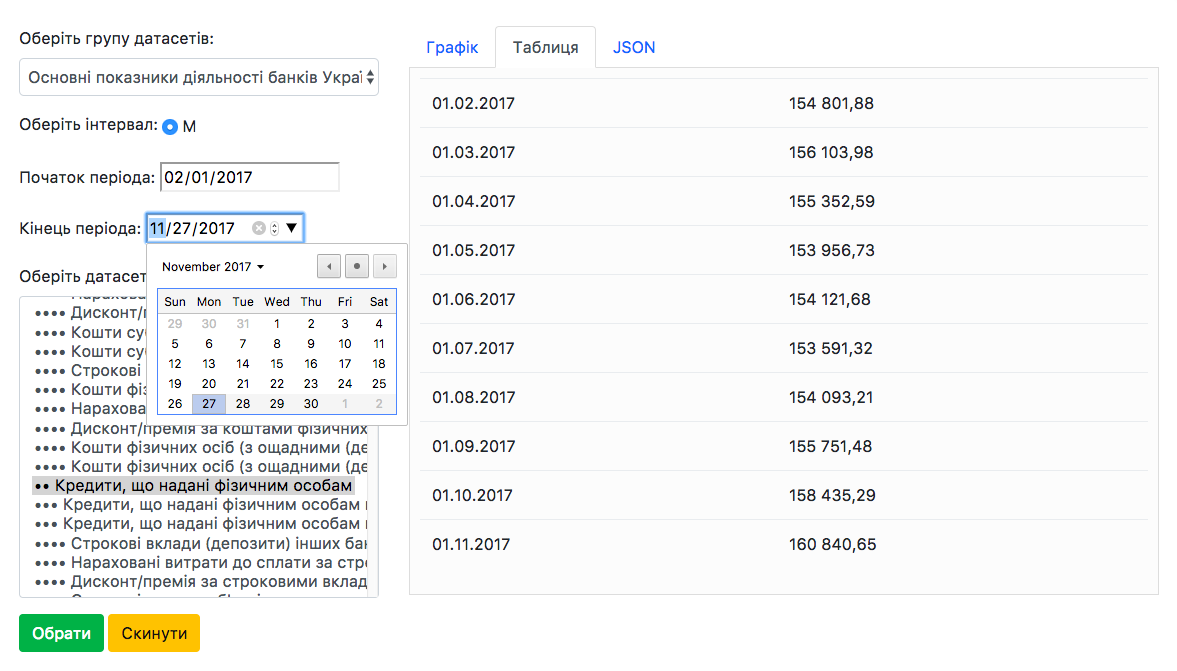 Оберіть групу датасетів:
Основні показники діяльності банків Украї
Оберіть інтервал: М
Початок періода: 02/01/2017
Кінець періода: 11/27/2017
November 2017
Sun Mon Tue Wed Thu Fri Sat
29 30 31 1 2 3 4
5 6 7 8 9 10 11
12 13 14 15 16 17 18
19 20 21 22 23 24 25
26 27 28 29 30 1 2
Оберіть датасет
•••• Дисконт/п
•••• Кошти су
•••• Кошти су
•••• Строкові
•••• Кошти фіз
•••• Нарахова
•••• Дисконт/премія за коштами фізичних
•••• Кошти фізичних осіб (з ощадними (де
•••• Кошти фізичних осіб (з ощадними (де
•• Кредити, що надані фізичним особам
••• Кредити, що надані фізичним особам
••• Кредити, що надані фізичним особам
•••• Строкові вклади (депозити) інших бан
•••• Нараховані витрати до сплати за стро
•••• Дисконт/премія за строковими вклад
Обрати Скинути
Графік Таблиця JSON
01.02.2017 154 801,88
01.03.2017 156 103,98
01.04.2017 155 352,59
01.05.2017 153 956,73
01.06.2017 154 121,68
01.07.2017 153 591,32
01.08.2017 154 093,21
01.09.2017 155 751,48
01.10.2017 158 435,29
01.11.2017 160 840,65